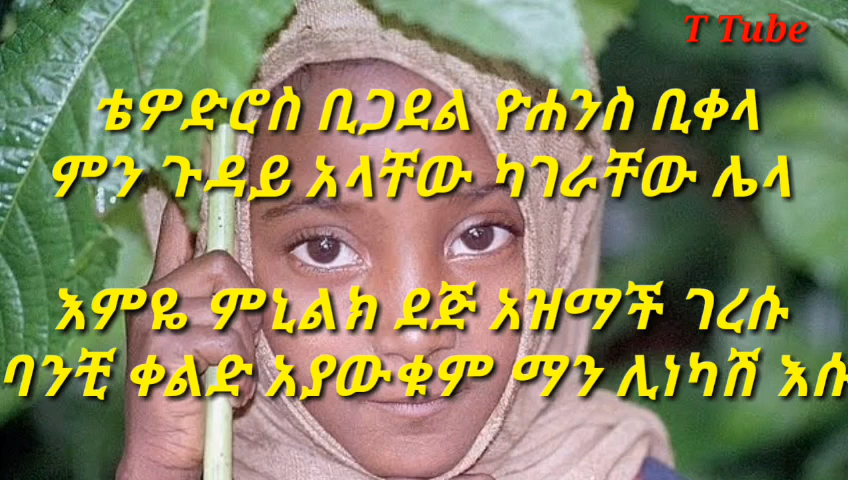 T Tube
ቴዎድሮስ ቢጋደል ዮሐንስ ቢቀላ
ምን ጉዳይ አላቸው ካገራቸው ሌላ
እምዬ ምኒልክ ደጅ አዝማች ገረሱ
ባንቺ ቀልድ አያውቁም ማን ሊነካሽ እሱ